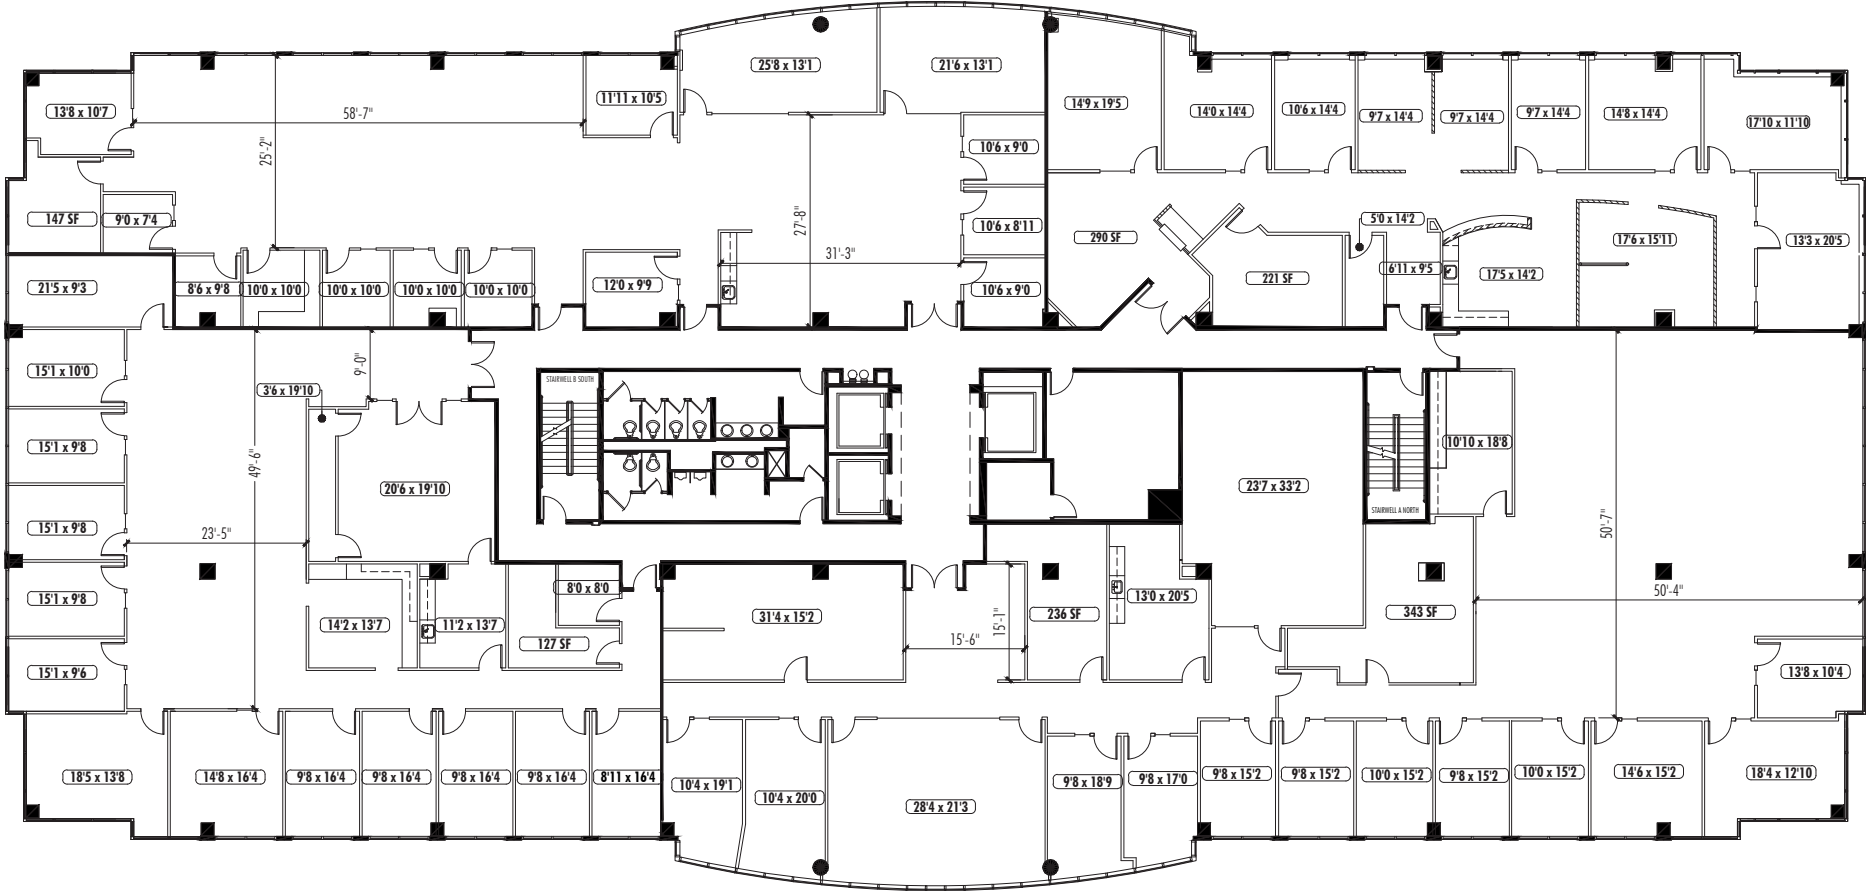 25'8 x 13'1
21'6 x 13'1
11'11 x 10'5
13'8 x 10'7
58'-7"
14'9 x 19'5
14'0 x 14'4
10'6 x 14'4
9'7 x 14'4
9'7 x 14'4
9'7 x 14'4
14'8 x 14'4
17'10 x 11'10
25'-2"
10'6 x 9'0
147 SF
9'0 x 7'4
27'-8"
10'6 x 8'11
290 SF
5'0 x 14'2
17'6 x 15'11
13'3 x 20'5
31'-3"
6'11 x 9'5
17'5 x 14'2
221 SF
21'5 x 9'3
8'6 x 9'8
10'0 x 10'0
10'0 x 10'0
10'0 x 10'0
10'0 x 10'0
12'0 x 9'9
10'6 x 9'0
15'1 x 10'0
9'-0"
3'6 x 19'10
STAIRWELL B SOUTH
15'1 x 9'8
49'-6"
10'10 x 18'8
20'6 x 19'10
23'7 x 33'2
STAIRWELL A NORTH
15'1 x 9'8
23'-5"
50'-7"
15'1 x 9'8
8'0 x 8'0
14'2 x 13'7
11'2 x 13'7
127 SF
31'4 x 15'2
15'-6"
15'-1"
236 SF
13'0 x 20'5
343 SF
50'-4"
15'1 x 9'6
13'8 x 10'4
18'5 x 13'8
14'8 x 16'4
9'8 x 16'4
9'8 x 16'4
9'8 x 16'4
9'8 x 16'4
8'11 x 16'4
10'4 x 19'1
10'4 x 20'0
28'4 x 21'3
9'8 x 18'9
9'8 x 17'0
9'8 x 15'2
9'8 x 15'2
10'0 x 15'2
9'8 x 15'2
10'0 x 15'2
14'6 x 15'2
18'4 x 12'10